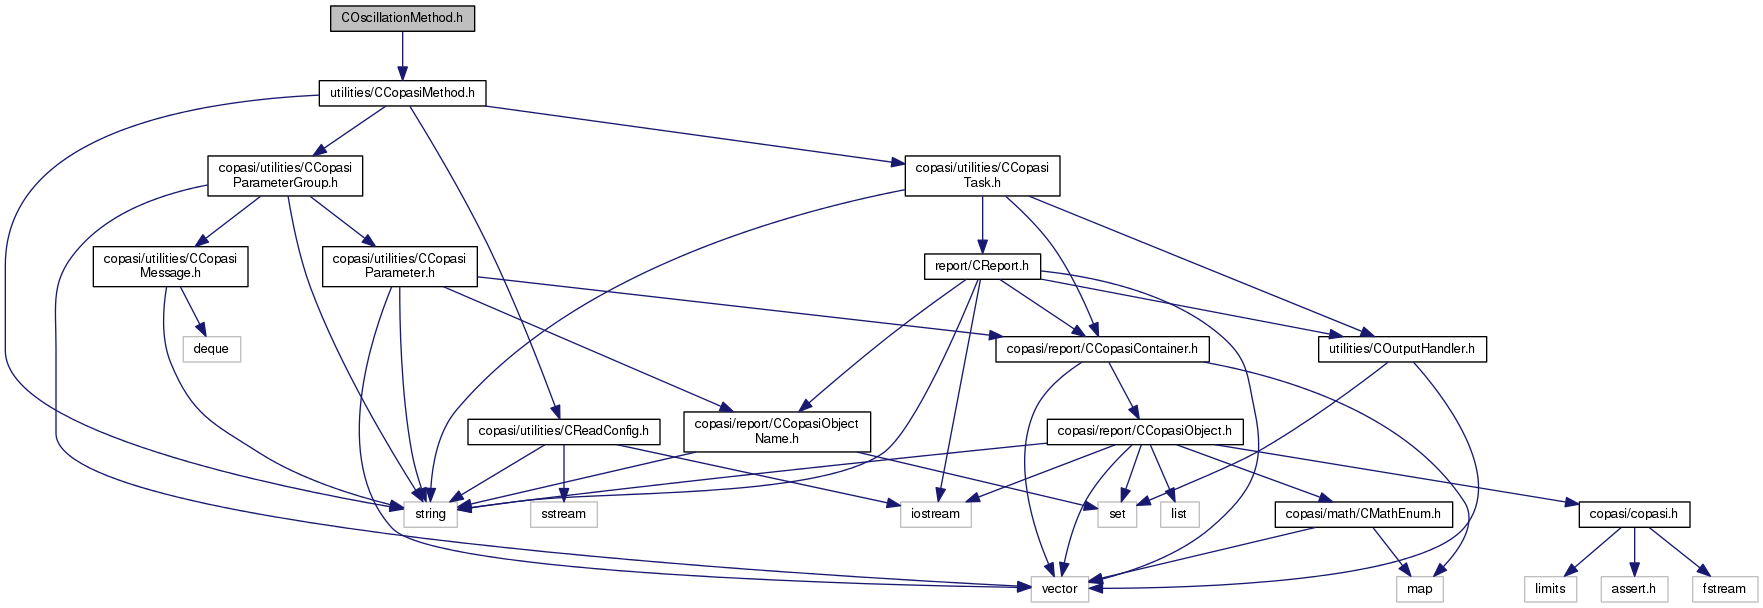 COscillationMethod.h
utilities/CCopasiMethod.h
copasi/utilities/CCopasi
ParameterGroup.h
copasi/utilities/CCopasi
Task.h
copasi/utilities/CCopasi
Message.h
copasi/utilities/CCopasi
Parameter.h
report/CReport.h
deque
copasi/report/CCopasiContainer.h
utilities/COutputHandler.h
copasi/utilities/CReadConfig.h
copasi/report/CCopasiObject
Name.h
copasi/report/CCopasiObject.h
string
sstream
iostream
set
list
copasi/math/CMathEnum.h
copasi/copasi.h
vector
map
limits
assert.h
fstream